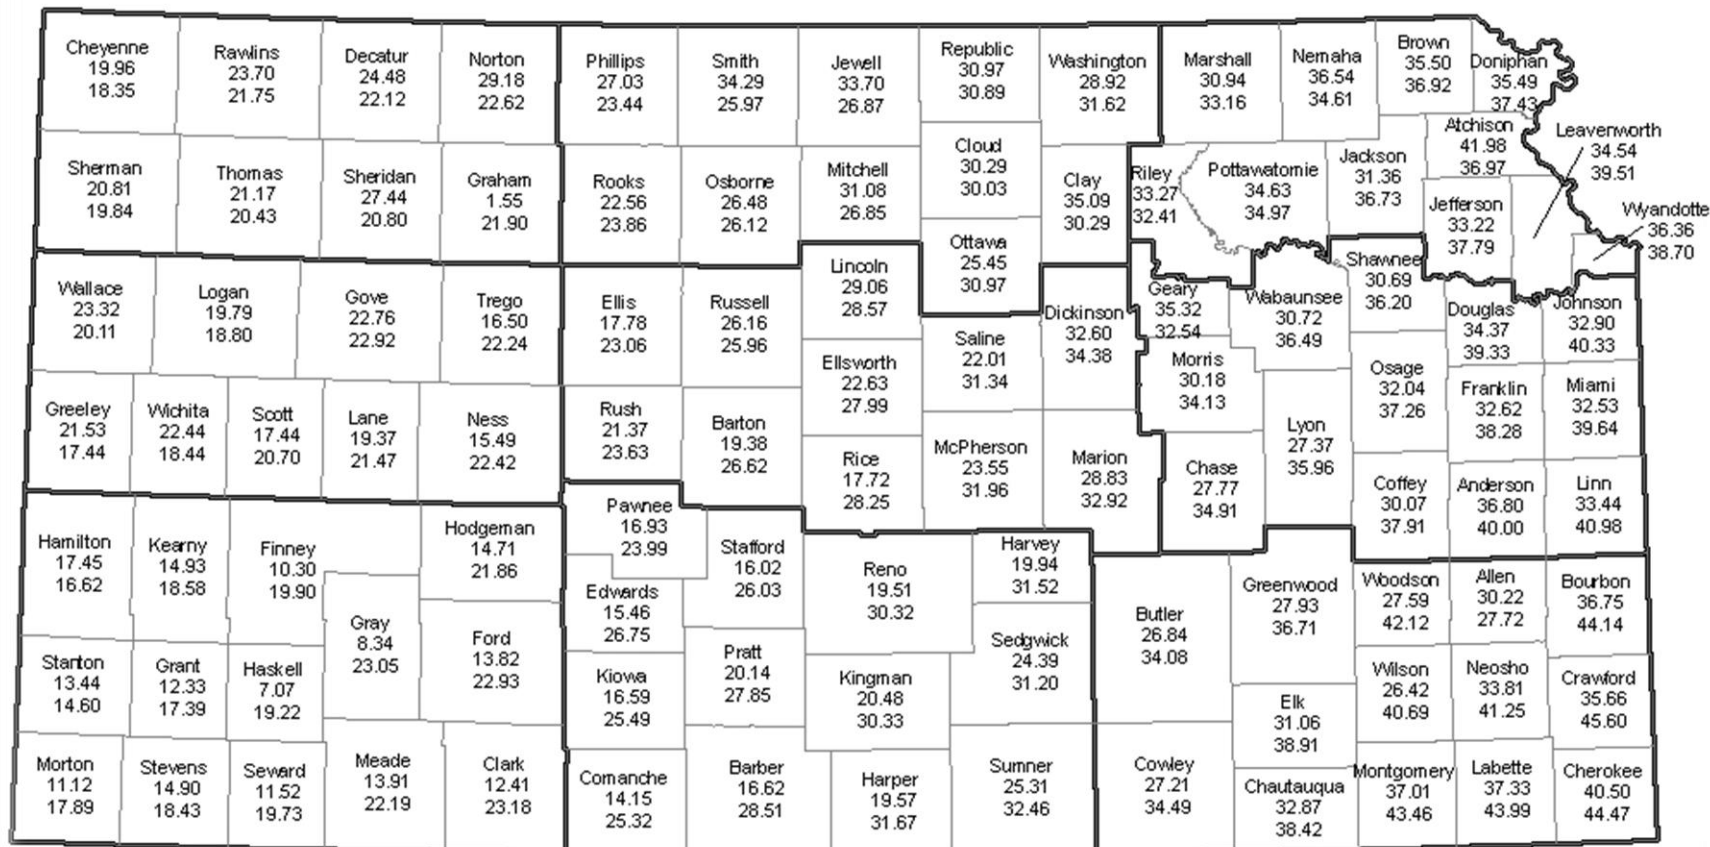 Cheyenne
19.96
18.35
Rawlins
23.70
21.75
Decatur
24.48
22.12
Norton
29.18
22.62
Phillips
27.03
23.44
Smith
34.29
25.97
Jewell
33.70
26.87
Republic
30.97
30.89
Washington
28.92
31.62
Marshall
30.94
33.16
Nemaha
36.54
34.61
Brown
35.50
36.92
Doniphan
35.49
37.43
Sherman
20.81
19.84
Thomas
21.17
20.43
Sheridan
27.44
20.80
Graham
1.55
21.90
Rooks
22.56
23.86
Osborne
26.48
26.12
Mitchell
31.08
26.85
Cloud
30.29
30.03
Clay
35.09
30.29
Riley
33.27
32.41
Pottawatomie
34.63
34.97
Jackson
31.36
36.73
Atchison
41.98
36.97
Leavenworth
34.54
39.51
Jefferson
33.22
37.79
Wyandotte
36.36
38.70
Ottawa
25.45
30.97
Wallace
23.32
20.11
Logan
19.79
18.80
Gove
22.76
22.92
Trego
16.50
22.24
Ellis
17.78
23.06
Russell
26.16
25.96
Lincoln
29.06
28.57
Saline
22.01
31.34
Dickinson
32.60
34.38
Geary
35.32
32.54
Wabaunsee
30.72
36.49
Shawnee
30.69
36.20
Douglas
34.37
39.33
Johnson
32.90
40.33
Ellsworth
22.63
27.99
Morris
30.18
34.13
Osage
32.04
37.26
Franklin
32.62
38.28
Miami
32.53
39.64
Greeley
21.53
17.44
Wichita
22.44
18.44
Scott
17.44
20.70
Lane
19.37
21.47
Ness
15.49
22.42
Rush
21.37
23.63
Barton
19.38
26.62
Rice
17.72
28.25
McPherson
23.55
31.96
Marion
28.83
32.92
Chase
27.77
34.91
Lyon
27.37
35.96
Coffey
30.07
37.91
Anderson
36.80
40.00
Linn
33.44
40.98
Hamilton
17.45
16.62
Kearny
14.93
18.58
Finney
10.30
19.90
Hodgeman
14.71
21.86
Pawnee
16.93
23.99
Stafford
16.02
26.03
Reno
19.51
30.32
Harvey
19.94
31.52
Butler
26.84
34.08
Greenwood
27.93
36.71
Woodson
27.59
42.12
Allen
30.22
27.72
Bourbon
36.75
44.14
Gray
8.34
23.05
Ford
13.82
22.93
Edwards
15.46
26.75
Sedgwick
24.39
31.20
Stanton
13.44
14.60
Grant
12.33
17.39
Haskell
7.07
19.22
Kiowa
16.59
25.49
Pratt
20.14
27.85
Kingman
20.48
30.33
Elk
31.06
38.91
Wilson
26.42
40.69
Neosho
33.81
41.25
Crawford
35.66
45.60
Morton
11.12
17.89
Stevens
14.90
18.43
Seward
11.52
19.73
Meade
13.91
22.19
Clark
12.41
23.18
Comanche
14.15
25.32
Barber
16.62
28.51
Harper
19.57
31.67
Sumner
25.31
32.46
Cowley
27.21
34.49
Chautauqua
32.87
38.42
Montgomery
37.01
43.46
Labette
37.33
43.99
Cherokee
40.50
44.47